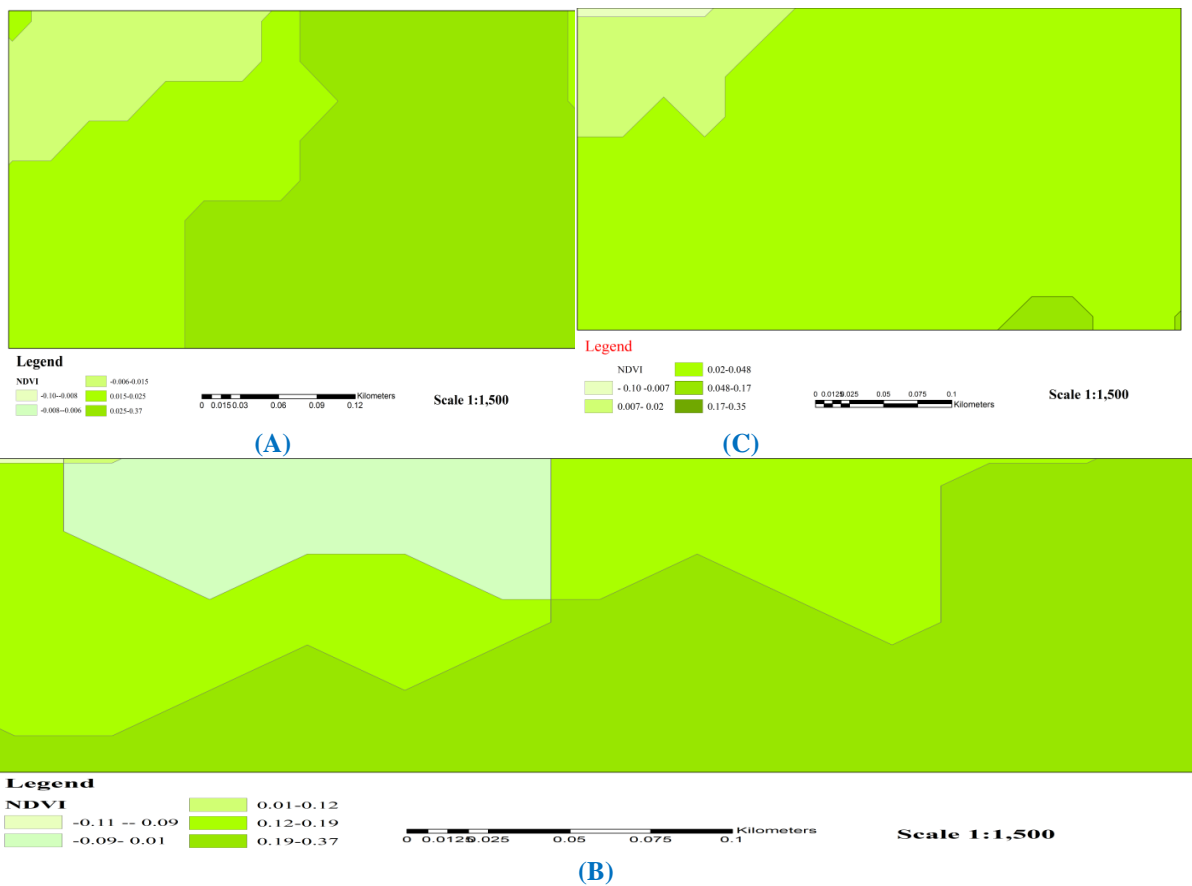 Legend
NDVI
-0.10--0.008
-0.008--0.006
-0.006-0.015
0.015-0.025
0.025-0.37
0 0.015 0.03 0.06 0.09 0.12 Kilometers
Scale 1:1,500
(A)
Legend
NDVI
- 0.10 -0.007
0.007- 0.02
0.02-0.048
0.048-0.17
0.17-0.35
0 0.0125 0.025 0.05 0.075 0.1 Kilometers
Scale 1:1,500
(C)
Legend
NDVI
-0.11 -- 0.09
-0.09- 0.01
0.01-0.12
0.12-0.19
0.19-0.37
0 0.0125 0.025 0.05 0.075 0.1 Kilometers
Scale 1:1,500
(B)